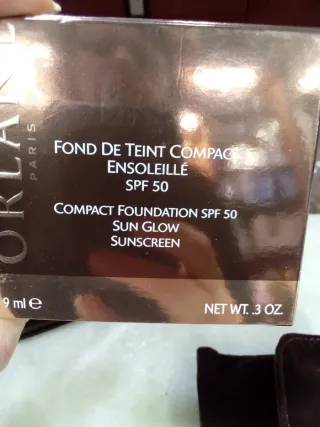 ORLANE
PARIS
FOND DE TEINT COMPACT
ENSOLEILLÉ
SPF 50
COMPACT FOUNDATION SPF 50
SUN GLOW
SUNSCREEN
9 ml e
NET WT. .3 OZ.